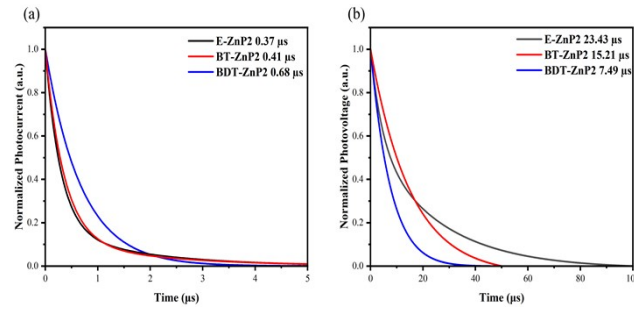 (a)
E-ZnP2 0.37 μs
BT-ZnP2 0.41 μs
BDT-ZnP2 0.68 μs
Normalized Photocurrent (a.u.)
1.0
0.8
0.6
0.4
0.2
0.0
0 1 2 3 4 5
Time (μs)
(b)
E-ZnP2 23.43 μs
BT-ZnP2 15.21 μs
BDT-ZnP2 7.49 μs
Normalized Photovoltage (a.u.)
1.0
0.8
0.6
0.4
0.2
0.0
0 20 40 60 80 100
Time (μs)